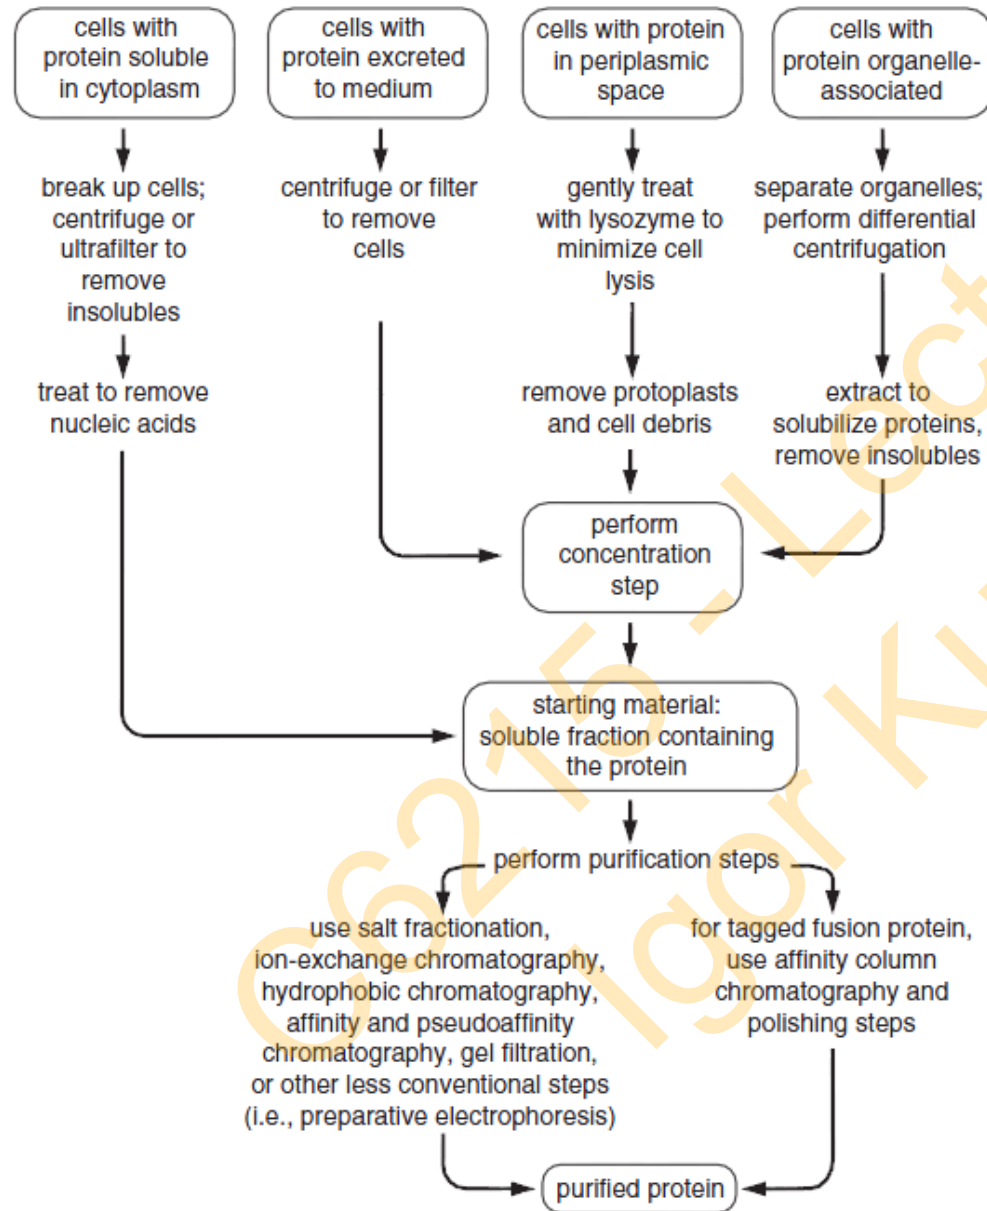 cells with
protein soluble
in cytoplasm
cells with
protein excreted
to medium
cells with protein
in periplasmic
space
cells with
protein organelle-
associated
break up cells;
centrifuge or
ultrafilter to
remove
insolubles
centrifuge or filter
to remove
cells
gently treat
with lysozyme to
minimize cell
lysis
separate organelles;
perform differential
centrifugation
treat to remove
nucleic acids
remove protoplasts
and cell debris
extract to
solubilize proteins,
remove insolubles
perform
concentration
step
starting material:
soluble fraction containing
the protein
perform purification steps
use salt fractionation,
ion-exchange chromatography,
hydrophobic chromatography,
affinity and pseudoaffinity
chromatography, gel filtration,
or other less conventional steps
(i.e., preparative electrophoresis)
for tagged fusion protein,
use affinity column
chromatography and
polishing steps
purified protein
C6215 - Lect
Igor Ku